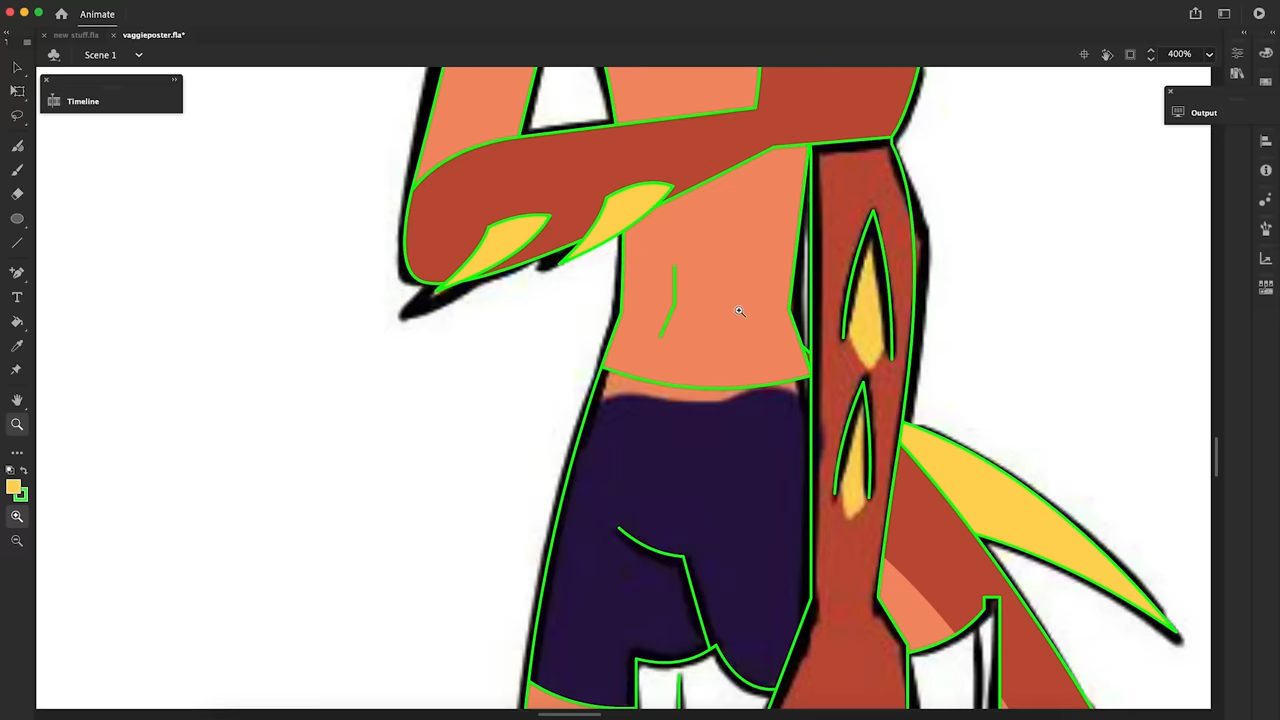 Animate
new stuff.fla
vaggieposter.fla*
Scene 1
400%
Timeline
Output